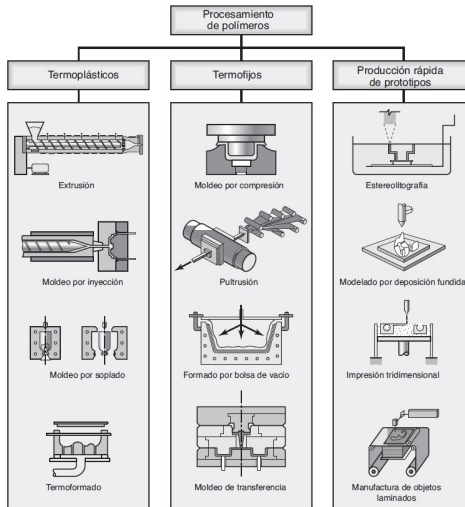 Procesamiento
de polímeros
Termoplásticos
Termofijos
Producción rápida
de prototipos
Extrusión
Moldeo por inyección
Moldeo por soplado
Termoformado
Moldeo por compresión
Pultrusión
Formado por bolsa de vacio
Moldeo de transferencia
Estereolitografía
Modelado por deposición fundida
Impresión tridimensional
Manufactura de objetos
laminados